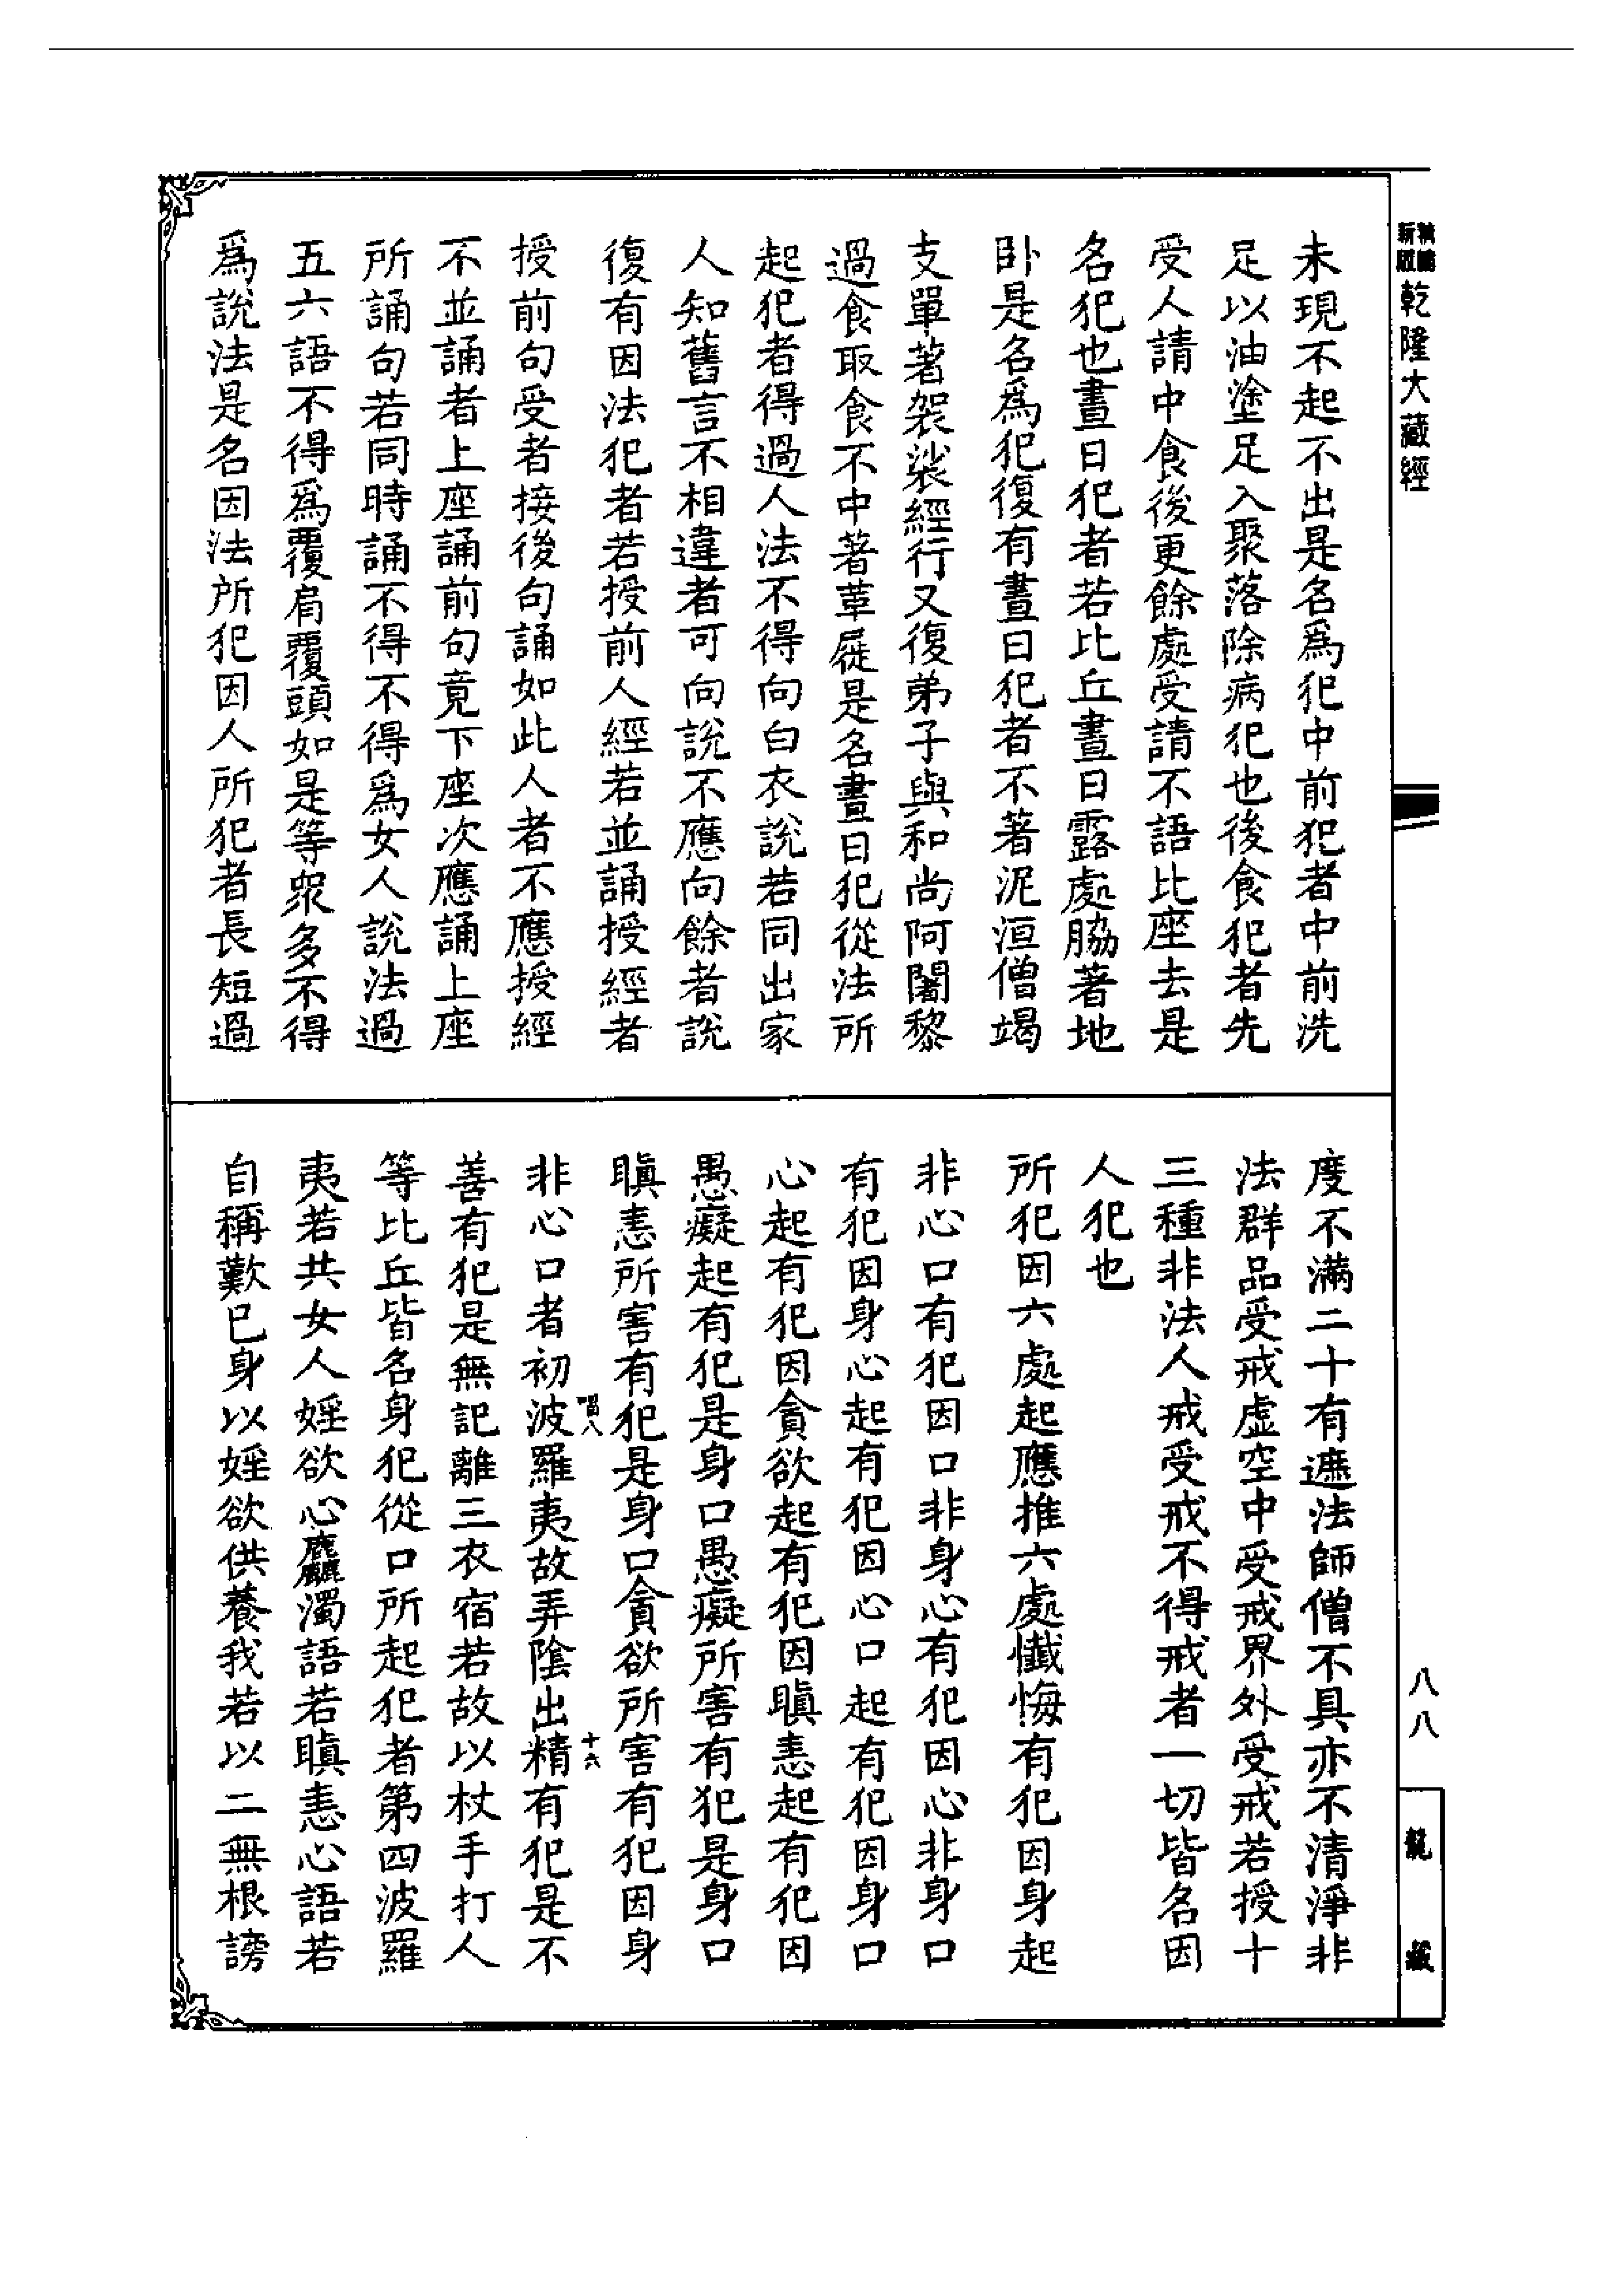 新版精縮乾隆大藏經
未現不起不出是名為犯中前犯者中前洗
足以油塗足入聚落除病犯也後食犯者先
受人請中食後更餘處受請不語比座去是
名犯也晝日犯者若比丘晝日露處脇著地
卧是名為犯復有晝日犯者不著泥洹僧竭
支單著袈裟經行又復弟子與和尚阿闍黎
過食取食不中著葦屣是名晝日犯從法所
起犯者得過人法不得向白衣說若同出家
人知舊言不相違者可向說不應向餘者說
復有因法犯者若授前人經若並誦授經者
授前句受者接後句誦如此人者不應授經
不並誦者上座誦前句竟下座次應誦上座
所誦句若同時誦不得不得為女人說法過
五六語不得為覆肩覆頭如是等眾多不得
為說法是名因法所犯因人所犯者長短過
度不滿二十有遮法師僧不具亦不清淨非
法群品受戒虛空中受戒界外受戒若授十
三種非法人戒受戒不得戒者一切皆名因
人犯也
所犯因六處起應推六處懺悔有犯因身起
非心口有犯因口非身心有犯因心非身口
有犯因身心起有犯因心口起有犯因身口
心起有犯因貪欲起有犯因瞋恚起有犯因
愚癡起有犯是身口愚癡所害有犯是身口
瞋恚所害有犯是身口貪欲所害有犯因身
非心口者初波羅夷故弄陰出精有犯是不
唱八
十六
善有犯是無記離三衣宿若故以杖手打人
等比丘皆名身犯從口所起犯者第四波羅
夷若共女人婬欲心麤濁語若瞋恚心語若
自稱歎已身以婬欲供養我若以二無根謗
八八
龍藏